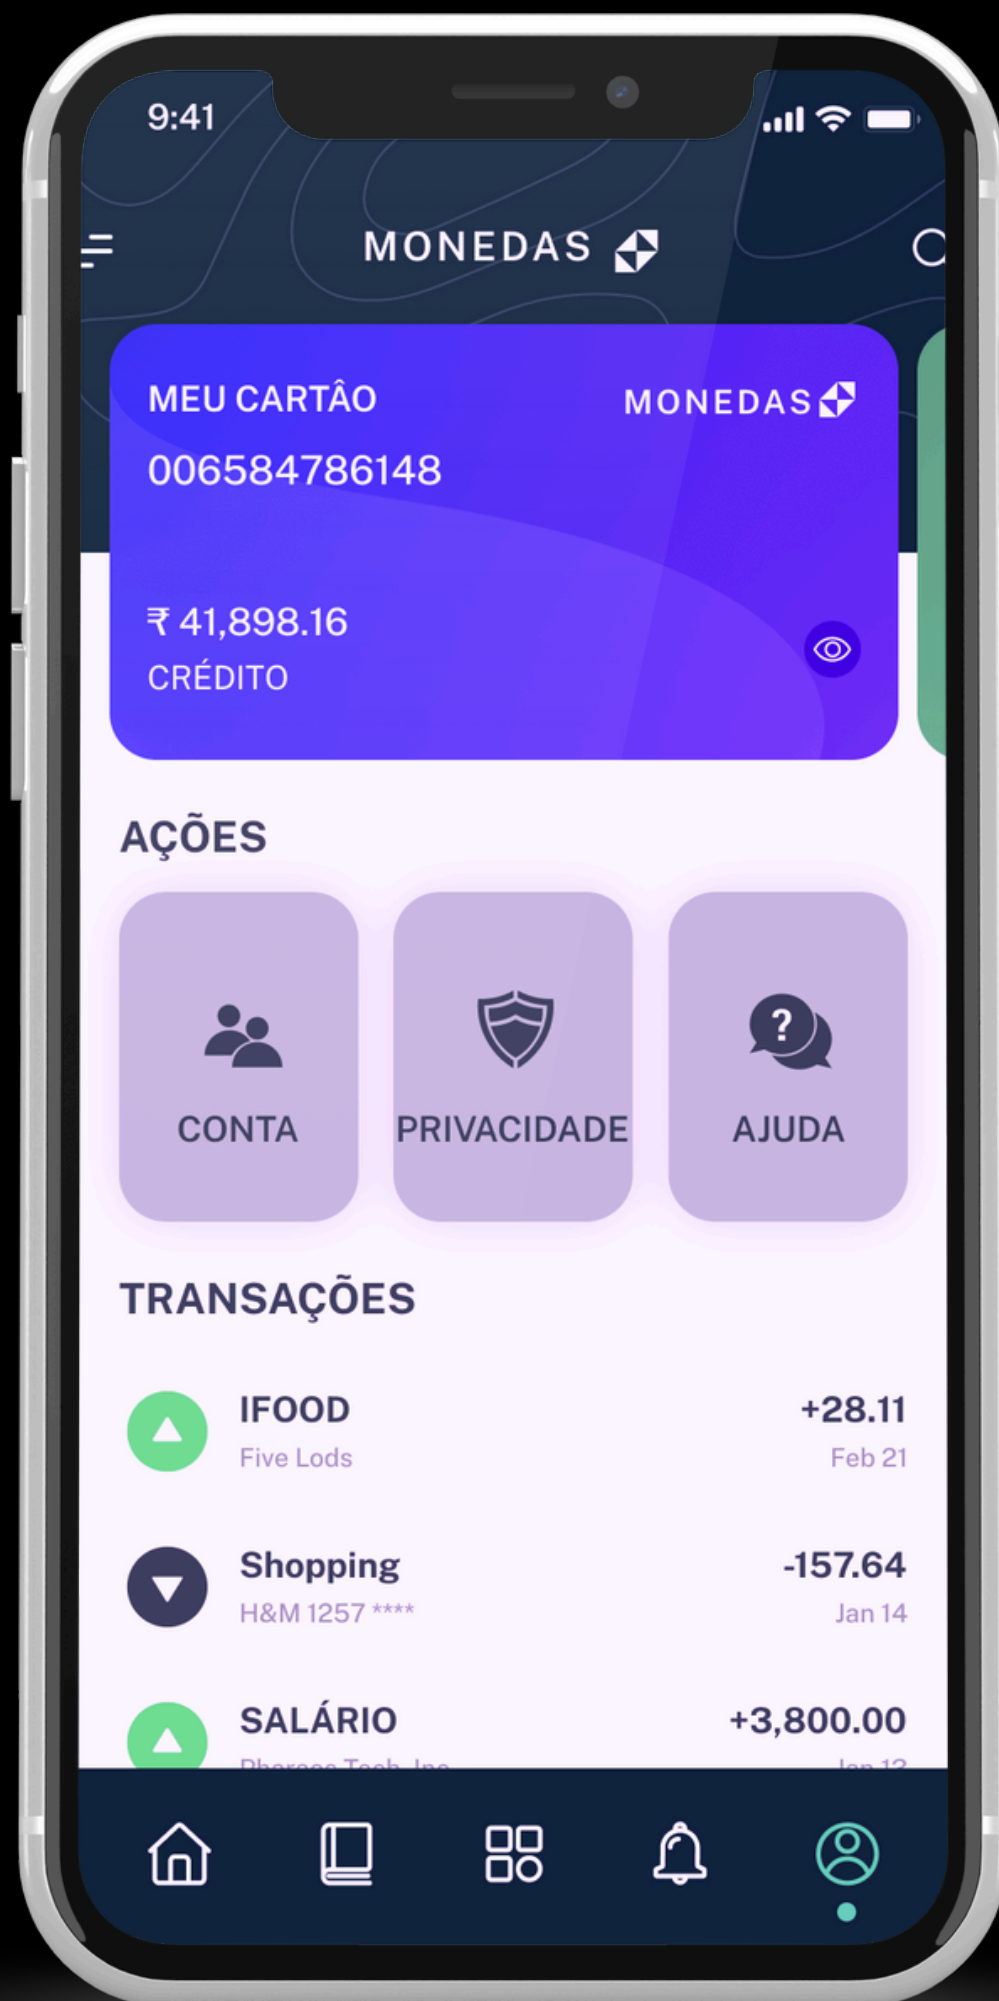 9:41
MONEDAS
MEU CARTÂO
MONEDAS
006584786148
₹ 41,898.16
CRÉDITO
AÇÕES
CONTA
PRIVACIDADE
AJUDA
TRANSAÇÕES
IFOOD
+28.11
Five Lods
Feb 21
Shopping
-157.64
H&M 1257 ****
Jan 14
SALÁRIO
+3,800.00